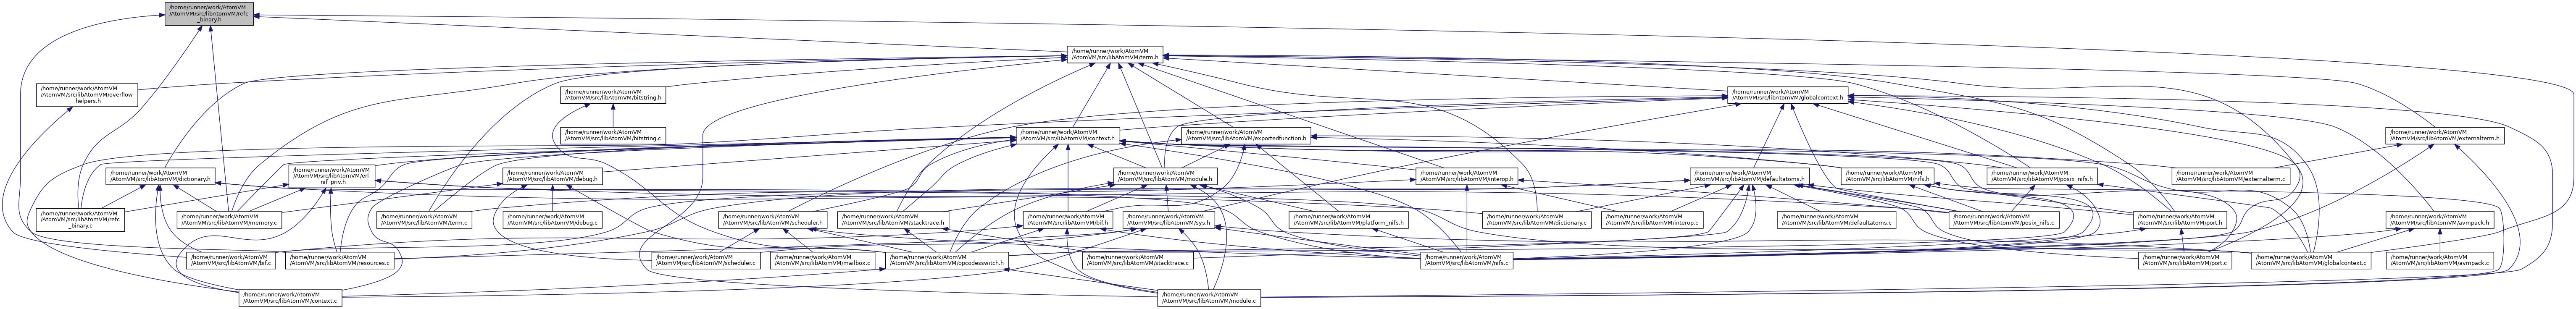 /home/runner/work/AtomVM
/AtomVM/src/libAtomVM/refc
_binary.h
/home/runner/work/AtomVM
/AtomVM/src/libAtomVM/term.h
/home/runner/work/AtomVM
/AtomVM/src/libAtomVM/overflow
_helpers.h
/home/runner/work/AtomVM
/AtomVM/src/libAtomVM/bitstring.h
/home/runner/work/AtomVM
/AtomVM/src/libAtomVM/globalcontext.h
/home/runner/work/AtomVM
/AtomVM/src/libAtomVM/bitstring.c
/home/runner/work/AtomVM
/AtomVM/src/libAtomVM/context.h
/home/runner/work/AtomVM
/AtomVM/src/libAtomVM/exportedfunction.h
/home/runner/work/AtomVM
/AtomVM/src/libAtomVM/externalterm.h
/home/runner/work/AtomVM
/AtomVM/src/libAtomVM/dictionary.h
/home/runner/work/AtomVM
/AtomVM/src/libAtomVM/erl
_nif_priv.h
/home/runner/work/AtomVM
/AtomVM/src/libAtomVM/debug.h
/home/runner/work/AtomVM
/AtomVM/src/libAtomVM/module.h
/home/runner/work/AtomVM
/AtomVM/src/libAtomVM/interop.h
/home/runner/work/AtomVM
/AtomVM/src/libAtomVM/defaultatoms.h
/home/runner/work/AtomVM
/AtomVM/src/libAtomVM/nifs.h
/home/runner/work/AtomVM
/AtomVM/src/libAtomVM/posix_nifs.h
/home/runner/work/AtomVM
/AtomVM/src/libAtomVM/externalterm.c
/home/runner/work/AtomVM
/AtomVM/src/libAtomVM/refc
_binary.c
/home/runner/work/AtomVM
/AtomVM/src/libAtomVM/memory.c
/home/runner/work/AtomVM
/AtomVM/src/libAtomVM/term.c
/home/runner/work/AtomVM
/AtomVM/src/libAtomVM/debug.c
/home/runner/work/AtomVM
/AtomVM/src/libAtomVM/scheduler.h
/home/runner/work/AtomVM
/AtomVM/src/libAtomVM/stacktrace.h
/home/runner/work/AtomVM
/AtomVM/src/libAtomVM/bif.h
/home/runner/work/AtomVM
/AtomVM/src/libAtomVM/sys.h
/home/runner/work/AtomVM
/AtomVM/src/libAtomVM/platform_nifs.h
/home/runner/work/AtomVM
/AtomVM/src/libAtomVM/dictionary.c
/home/runner/work/AtomVM
/AtomVM/src/libAtomVM/interop.c
/home/runner/work/AtomVM
/AtomVM/src/libAtomVM/defaultatoms.c
/home/runner/work/AtomVM
/AtomVM/src/libAtomVM/posix_nifs.c
/home/runner/work/AtomVM
/AtomVM/src/libAtomVM/port.h
/home/runner/work/AtomVM
/AtomVM/src/libAtomVM/avmpack.h
/home/runner/work/AtomVM
/AtomVM/src/libAtomVM/bif.c
/home/runner/work/AtomVM
/AtomVM/src/libAtomVM/resources.c
/home/runner/work/AtomVM
/AtomVM/src/libAtomVM/scheduler.c
/home/runner/work/AtomVM
/AtomVM/src/libAtomVM/mailbox.c
/home/runner/work/AtomVM
/AtomVM/src/libAtomVM/opcodesswitch.h
/home/runner/work/AtomVM
/AtomVM/src/libAtomVM/stacktrace.c
/home/runner/work/AtomVM
/AtomVM/src/libAtomVM/nifs.c
/home/runner/work/AtomVM
/AtomVM/src/libAtomVM/port.c
/home/runner/work/AtomVM
/AtomVM/src/libAtomVM/globalcontext.c
/home/runner/work/AtomVM
/AtomVM/src/libAtomVM/avmpack.c
/home/runner/work/AtomVM
/AtomVM/src/libAtomVM/context.c
/home/runner/work/AtomVM
/AtomVM/src/libAtomVM/module.c